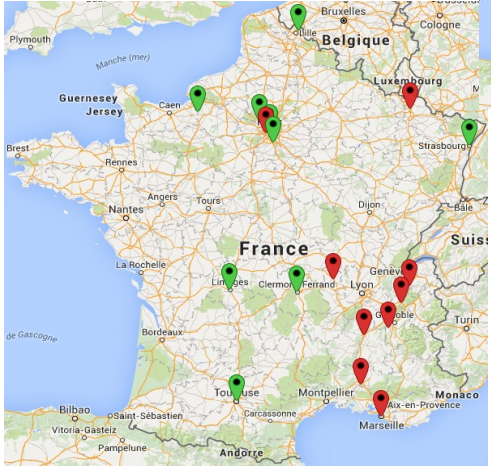 Bruxelles
Plymouth
Lille
Cologne
Belgique
Manche (mer)
Luxembourg
Guernesey
Caen
Jersey
Strasbourg
Brest
Rennes
Angers
Tours
Dijon
Bâle
Nantes
Suis
France
La Rochelle
Genève
Limoges
Clermont-Ferrand
Lyon
Grenoble
Turin
Bordeaux
de Gascogne
Toulouse
Montpellier
Monaco
Aix-en-Provence
Bilbao
Saint-Sébastien
Carcassonne
Marseille
Vitoria-Gasteiz
Pampelune
Andorre